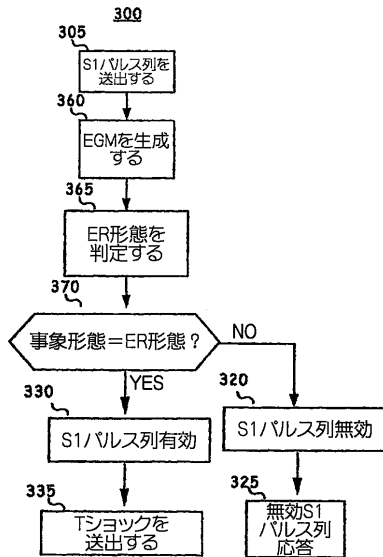 300
305
S1パルス列を
送出する
360
EGMを生成
する
365
ER形態を
判定する
370
事象形態＝ER形態？
NO
YES
330
S1パルス列有効
320
S1パルス列無効
335
Tショックを
送出する
325
無効S1
パルス列
応答